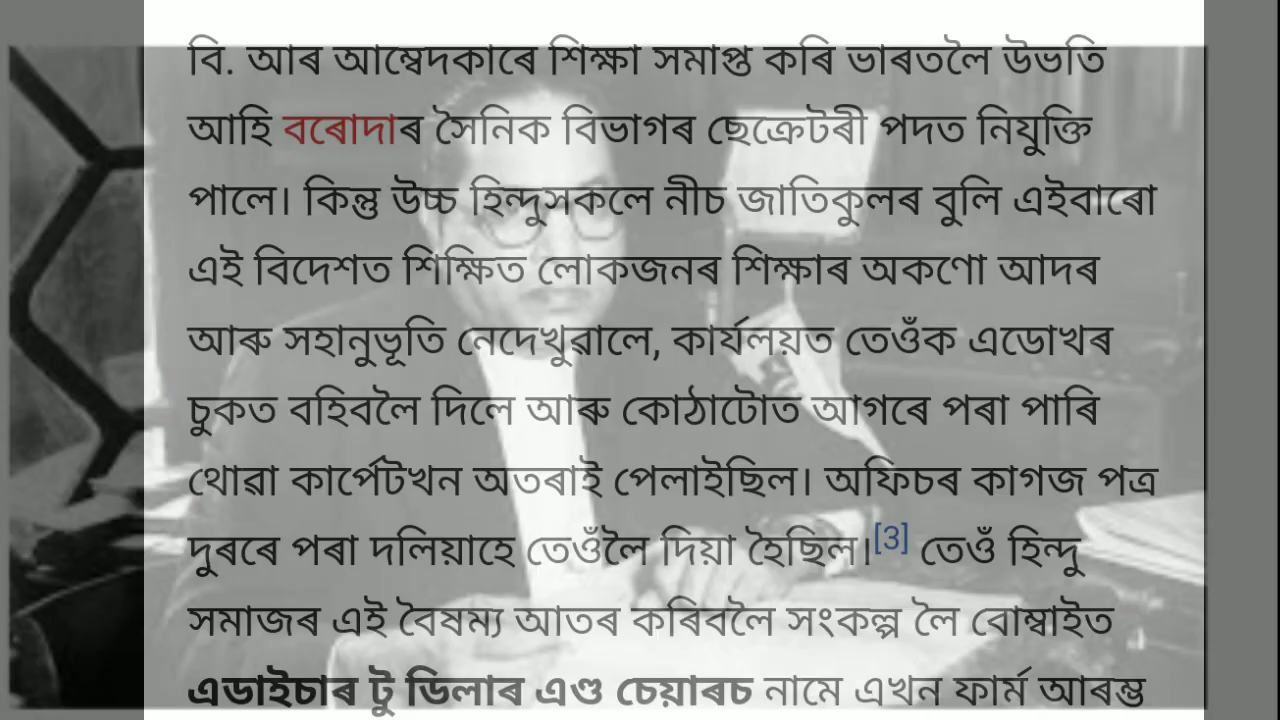 বি. আৰ আম্বেদকাৰে শিক্ষা সমাপ্ত কৰি ভাৰতলৈ উভতি
আহি বৰোদাৰ সৈনিক বিভাগৰ ছেক্ৰেটৰী পদত নিযুক্তি
পালে। কিন্তু উচ্চ হিন্দুসকলে নীচ জাতিকুলৰ বুলি এইবাৰো
এই বিদেশত শিক্ষিত লোকজনৰ শিক্ষাৰ অকণো আদৰ
আৰু সহানুভূতি নেদেখুৱালে, কাৰ্যলয়ত তেওঁক এডোখৰ
চুকত বহিবলৈ দিলে আৰু কোঠাটোত আগৰে পৰা পাৰি
থোৱা কাৰ্পেটখন অতৰাই পেলাইছিল। অফিচৰ কাগজ পত্ৰ
দুৰৰে পৰা দলিয়াহে তেওঁলৈ দিয়া হৈছিল।[3] তেওঁ হিন্দু
সমাজৰ এই বৈষম্য আতৰ কৰিবলৈ সংকল্প লৈ বোম্বাইত
এডাইচাৰ টু ডিলাৰ এণ্ড চেয়াৰচ নামে এখন ফাৰ্ম আৰম্ভ